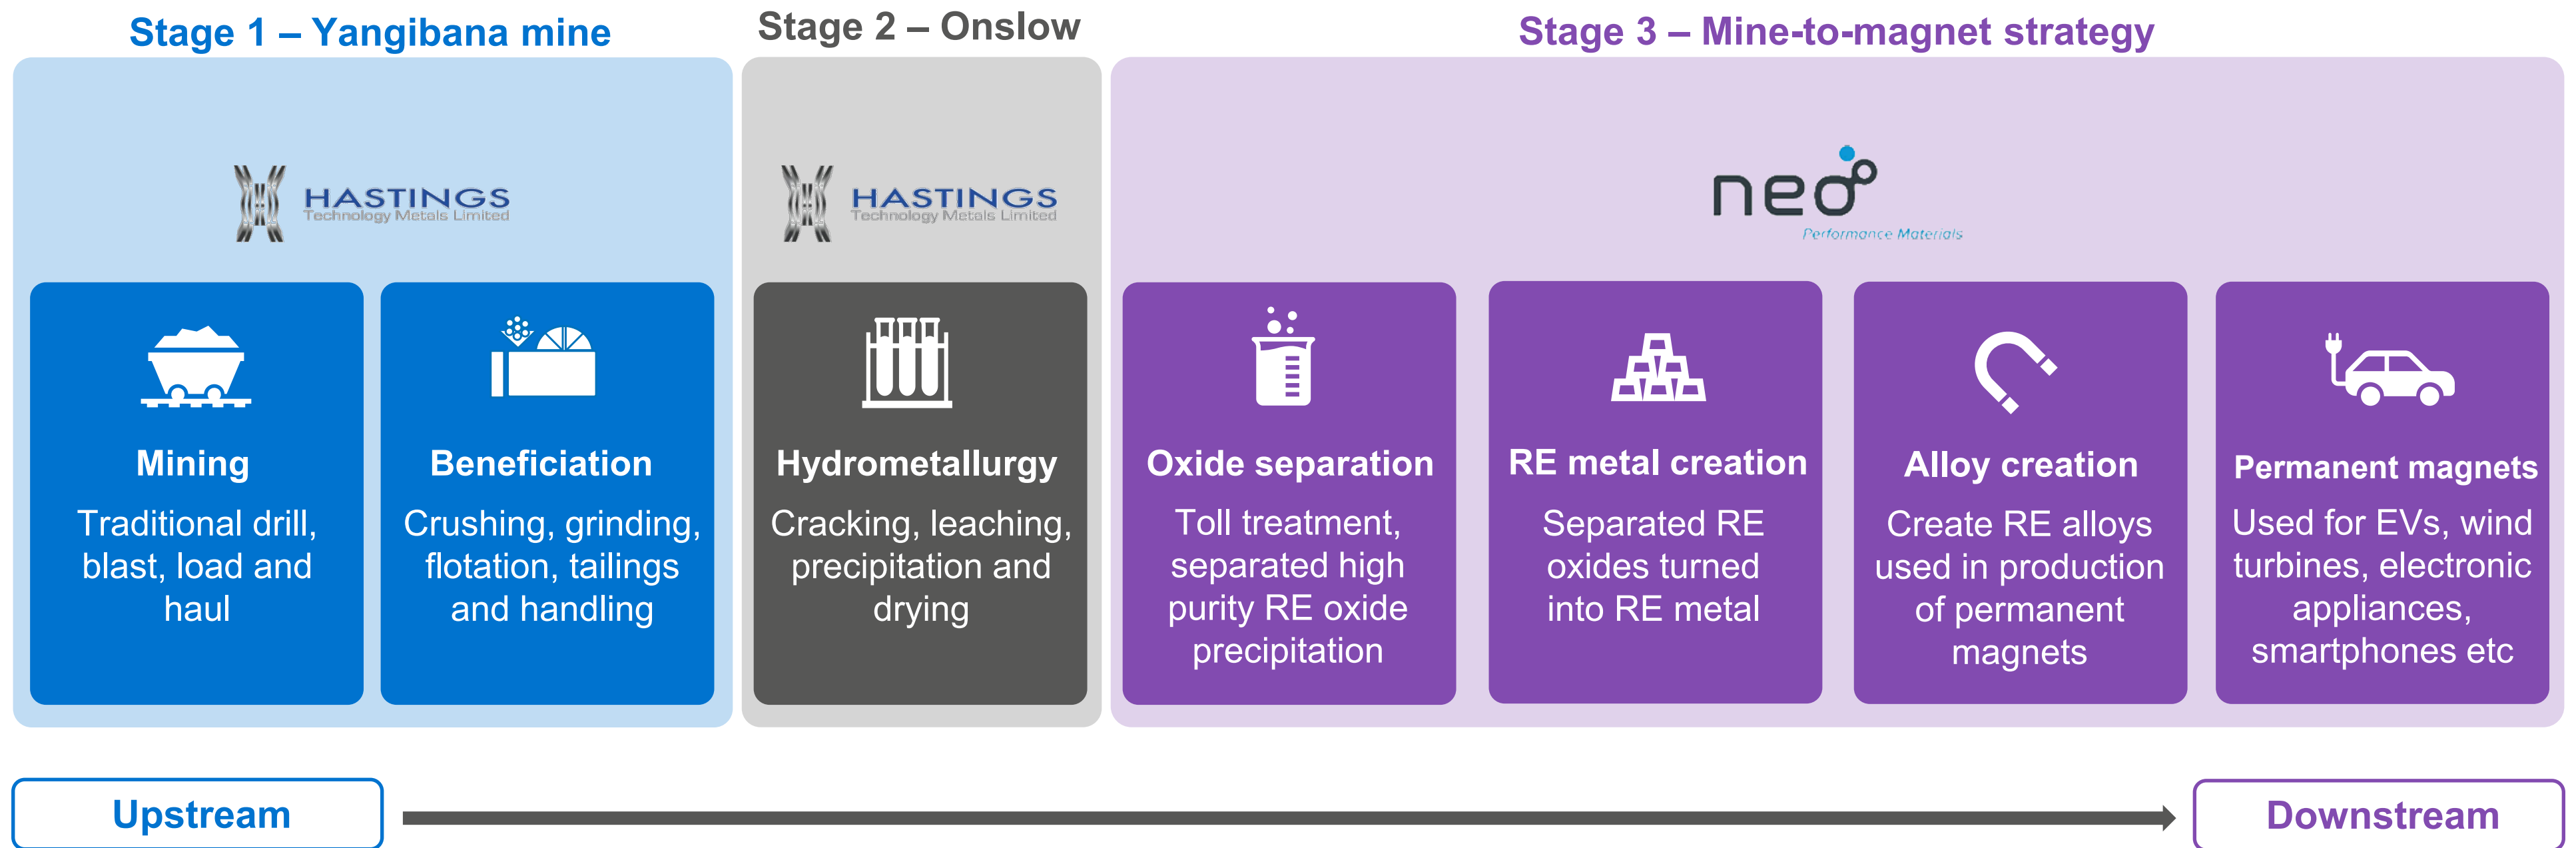 Stage 1 – Yangibana mine
HASTINGS
Technology Metals Limited
Mining
Traditional drill,
blast, load and
haul
Beneficiation
Crushing, grinding,
flotation, tailings
and handling
Stage 2 – Onslow
HASTINGS
Technology Metals Limited
Hydrometallurgy
Cracking, leaching,
precipitation and
drying
Stage 3 – Mine-to-magnet strategy
neo
Performance Materials
Oxide separation
Toll treatment,
separated high
purity RE oxide
precipitation
RE metal creation
Separated RE
oxides turned
into RE metal
Alloy creation
Create RE alloys
used in production
of permanent
magnets
Permanent magnets
Used for EVs, wind
turbines, electronic
appliances,
smartphones etc
Upstream
Downstream